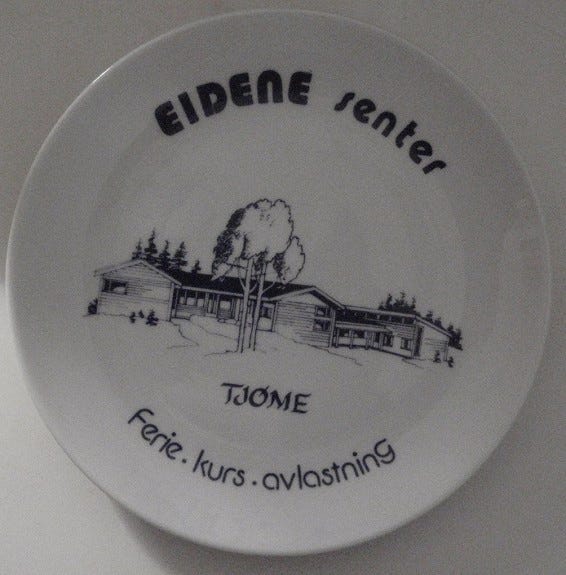 EIDENE senter
TJØME
Ferie. kurs. avlastning